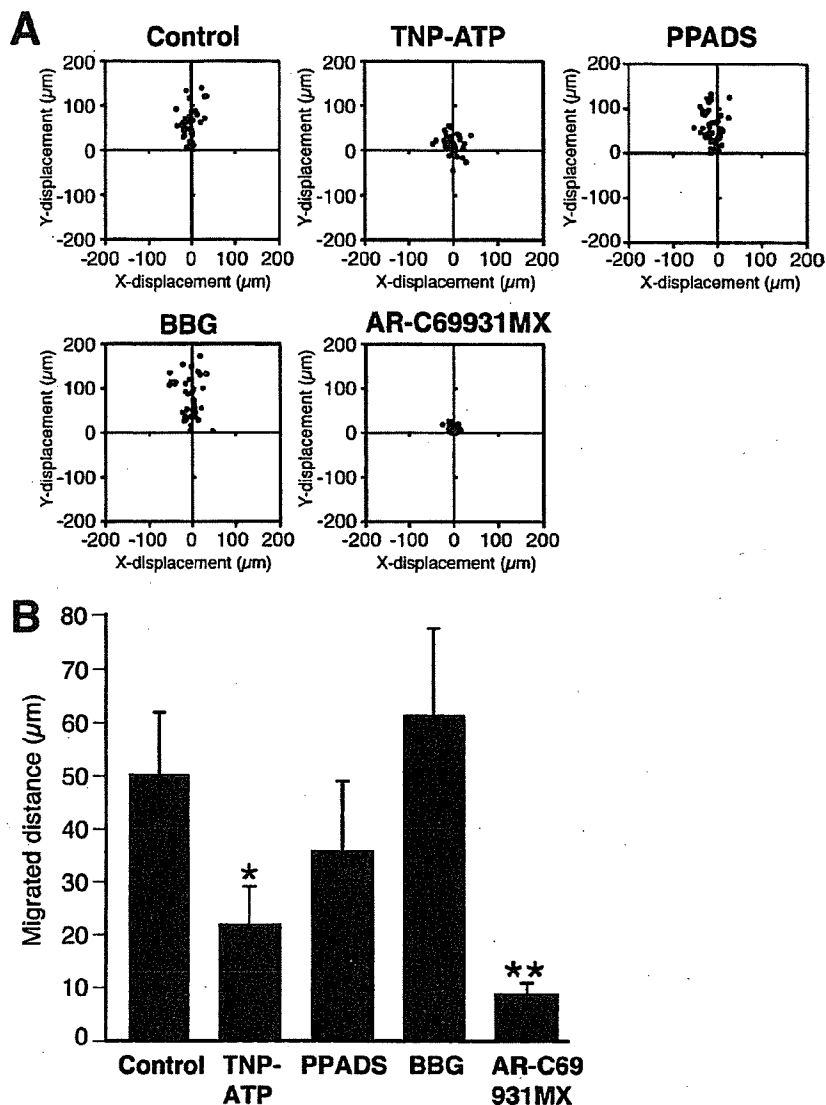 A
Control
TNP-ATP
PPADS
200
100
0
-100
-200
Y-displacement (µm)
-200 -100 0 100 200
X-displacement (µm)
200
100
0
-100
-200
Y-displacement (µm)
-200 -100 0 100 200
X-displacement (µm)
200
100
0
-100
-200
Y-displacement (µm)
-200 -100 0 100 200
X-displacement (µm)
BBG
AR-C69931MX
200
100
0
-100
-200
Y-displacement (µm)
-200 -100 0 100 200
X-displacement (µm)
200
100
0
-100
-200
Y-displacement (µm)
-200 -100 0 100 200
X-displacement (µm)
B
80
70
60
50
40
30
20
10
0
Migrated distance (µm)
*
**
Control TNP- PPADS BBG AR-C69
ATP 931MX